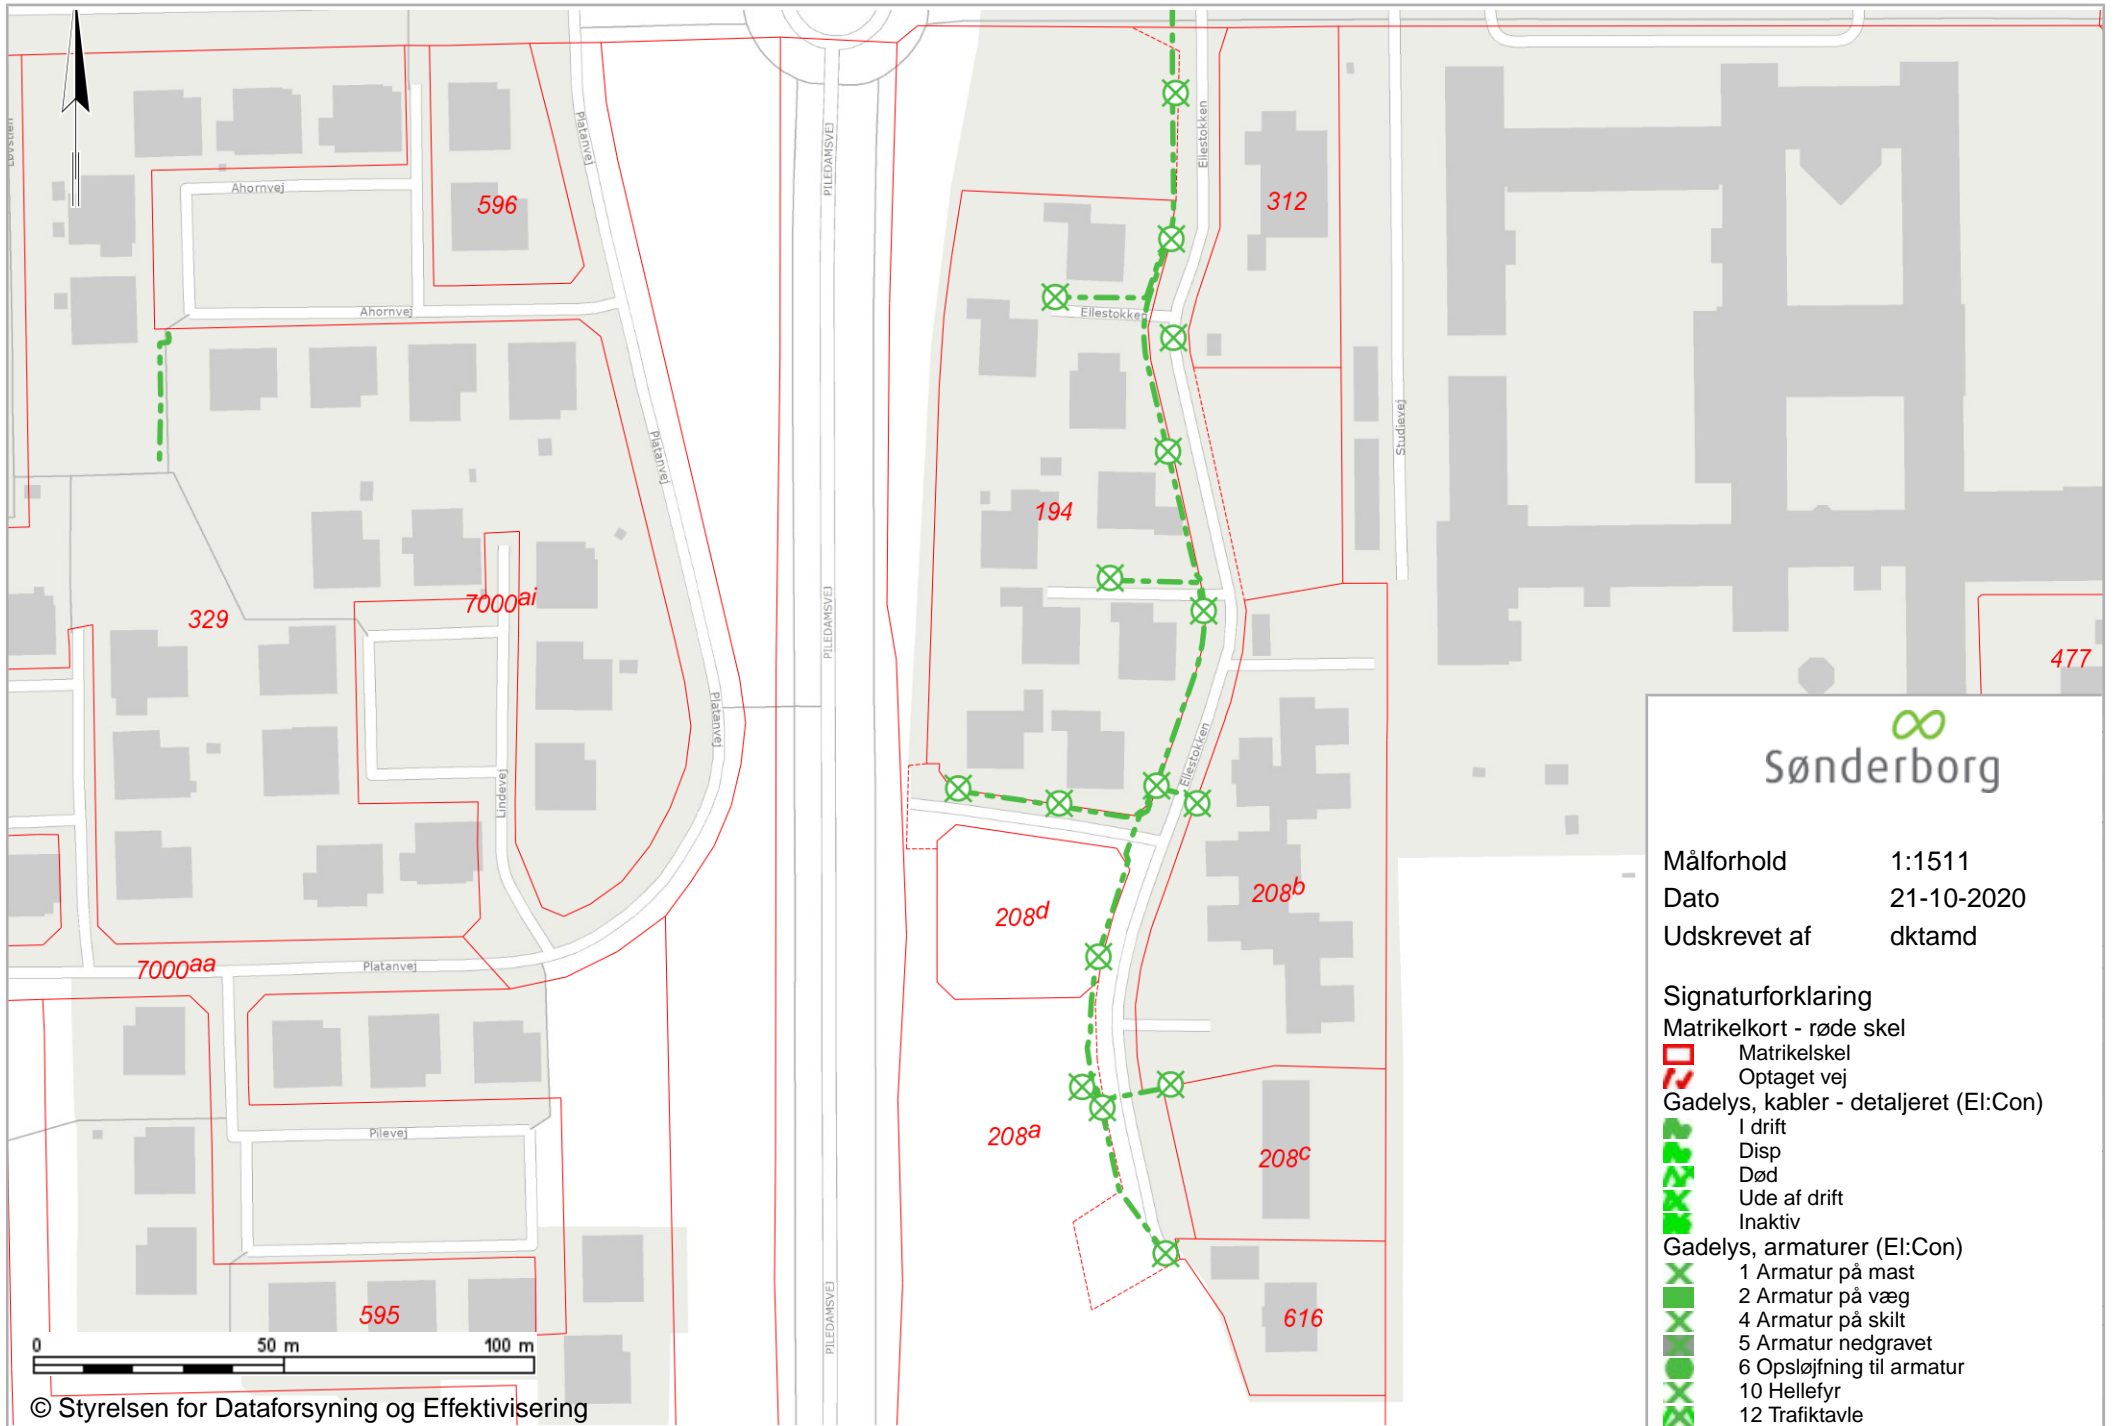 Løvstien
Ahornvej
Ahornvej
Platanvej
Platanvej
Platanvej
Platanvej
Lindevej
Pilevej
PILEDAMSVEJ
PILEDAMSVEJ
PILEDAMSVEJ
Ellestokken
Ellestokken
Ellestokken
Studievej
596
312
194
329
7000ai
477
208d
208b
7000aa
208a
208c
595
616
0 50 m 100 m
© Styrelsen for Dataforsyning og Effektivisering
Sønderborg
Målforhold 1:1511
Dato 21-10-2020
Udskrevet af dktamd
Signaturforklaring
Matrikelkort - røde skel
Matrikelskel
Optaget vej
Gadelys, kabler - detaljeret (El:Con)
I drift
Disp
Død
Ude af drift
Inaktiv
Gadelys, armaturer (El:Con)
1 Armatur på mast
2 Armatur på væg
4 Armatur på skilt
5 Armatur nedgravet
6 Opsløjfning til armatur
10 Hellefyr
12 Trafiktavle